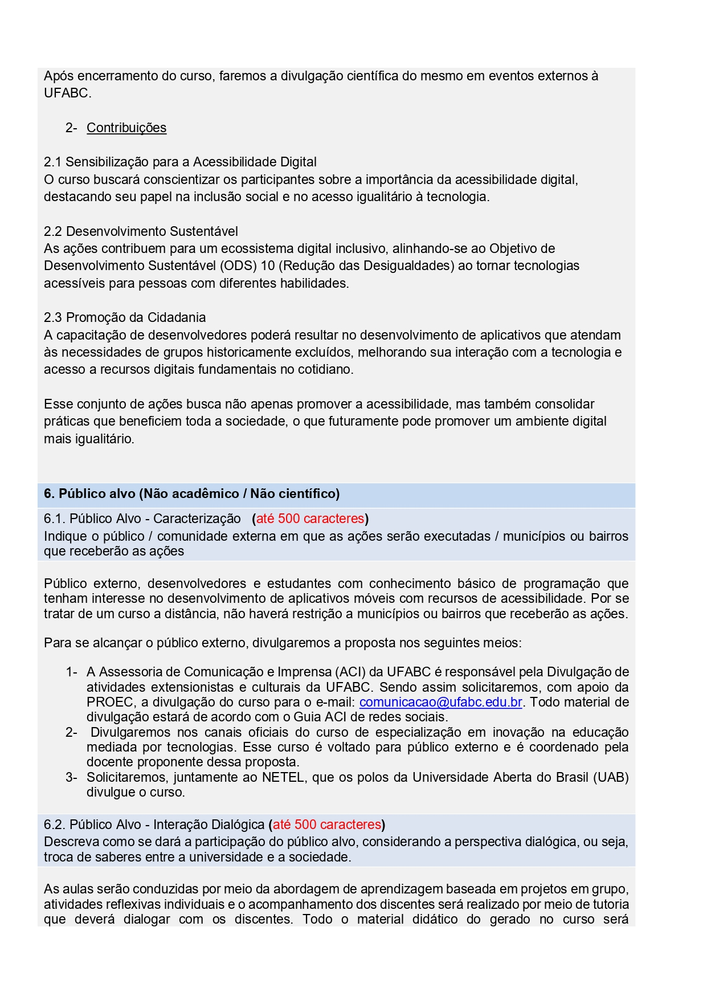 Após encerramento do curso, faremos a divulgação científica do mesmo em eventos externos à
UFABC.
2- Contribuições
2.1 Sensibilização para a Acessibilidade Digital
O curso buscará conscientizar os participantes sobre a importância da acessibilidade digital,
destacando seu papel na inclusão social e no acesso igualitário à tecnologia.
2.2 Desenvolvimento Sustentável
As ações contribuem para um ecossistema digital inclusivo, alinhando-se ao Objetivo de
Desenvolvimento Sustentável (ODS) 10 (Redução das Desigualdades) ao tornar tecnologias
acessíveis para pessoas com diferentes habilidades.
2.3 Promoção da Cidadania
A capacitação de desenvolvedores poderá resultar no desenvolvimento de aplicativos que atendam
às necessidades de grupos historicamente excluídos, melhorando sua interação com a tecnologia e
acesso a recursos digitais fundamentais no cotidiano.
Esse conjunto de ações busca não apenas promover a acessibilidade, mas também consolidar
práticas que beneficiem toda a sociedade, o que futuramente pode promover um ambiente digital
mais igualitário.
6. Público alvo (Não acadêmico / Não científico)
6.1. Público Alvo - Caracterização (até 500 caracteres)
Indique o público / comunidade externa em que as ações serão executadas / municípios ou bairros
que receberão as ações
Público externo, desenvolvedores e estudantes com conhecimento básico de programação que
tenham interesse no desenvolvimento de aplicativos móveis com recursos de acessibilidade. Por se
tratar de um curso a distância, não haverá restrição a municípios ou bairros que receberão as ações.
Para se alcançar o público externo, divulgaremos a proposta nos seguintes meios:
1- A Assessoria de Comunicação e Imprensa (ACI) da UFABC é responsável pela Divulgação de
atividades extensionistas e culturais da UFABC. Sendo assim solicitaremos, com apoio da
PROEC, a divulgação do curso para o e-mail: comunicacao@ufabc.edu.br. Todo material de
divulgação estará de acordo com o Guia ACI de redes sociais.
2- Divulgaremos nos canais oficiais do curso de especialização em inovação na educação
mediada por tecnologias. Esse curso é voltado para público externo e é coordenado pela
docente proponente dessa proposta.
3- Solicitaremos, juntamente ao NETEL, que os polos da Universidade Aberta do Brasil (UAB)
divulgue o curso.
6.2. Público Alvo - Interação Dialógica (até 500 caracteres)
Descreva como se dará a participação do público alvo, considerando a perspectiva dialógica, ou seja,
troca de saberes entre a universidade e a sociedade.
As aulas serão conduzidas por meio da abordagem de aprendizagem baseada em projetos em grupo,
atividades reflexivas individuais e o acompanhamento dos discentes será realizado por meio de tutoria
que deverá dialogar com os discentes. Todo o material didático do gerado no curso será